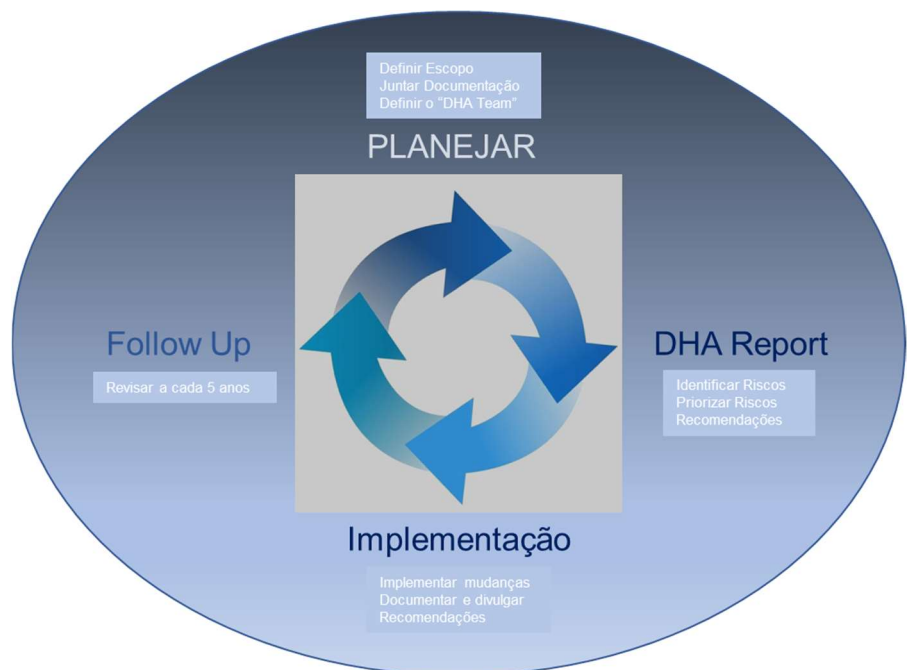 Definir Escopo
Juntar Documentação
Definir o “DHA Team”
PLANEJAR
Follow Up
Revisar a cada 5 anos
DHA Report
Identificar Riscos
Priorizar Riscos
Recomendações
Implementação
Implementar mudanças
Documentar e divulgar
Recomendações